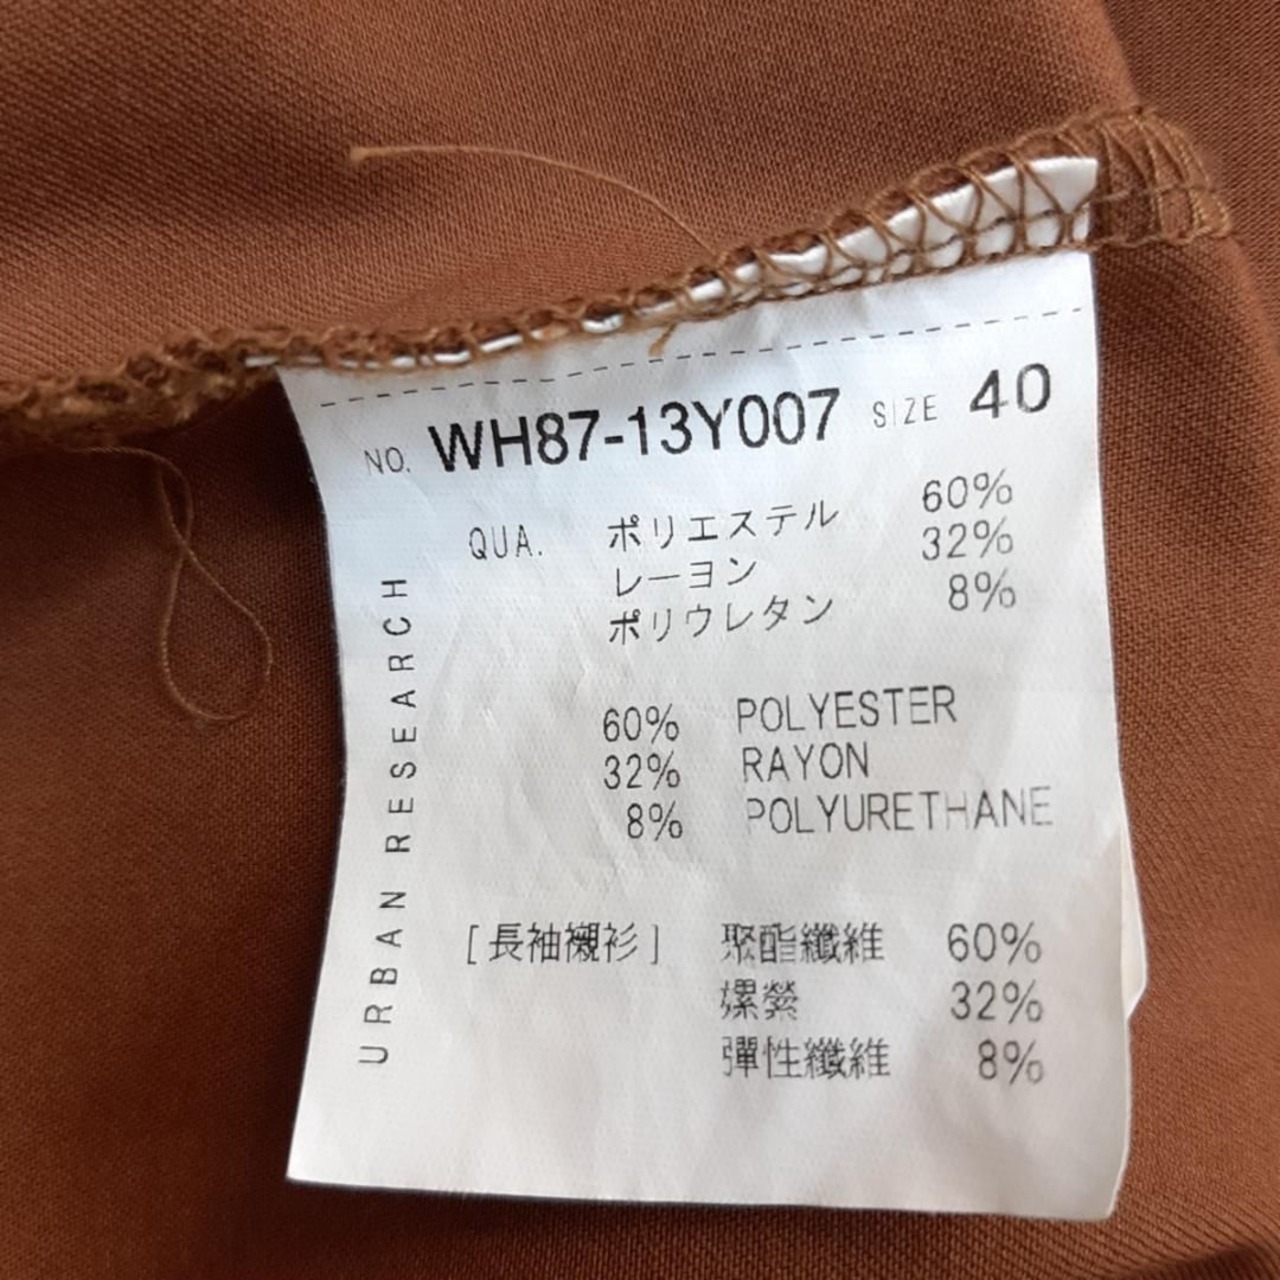 NO. WH87-13Y007 SIZE 40
QUA. ポリエステル 60%
レーヨン 32%
ポリウレタン 8%
60% POLYESTER
32% RAYON
8% POLYURETHANE
[長袖襯衫] 聚酯纖維 60%
嫘縈 32%
彈性纖維 8%
URBAN RESEARCH